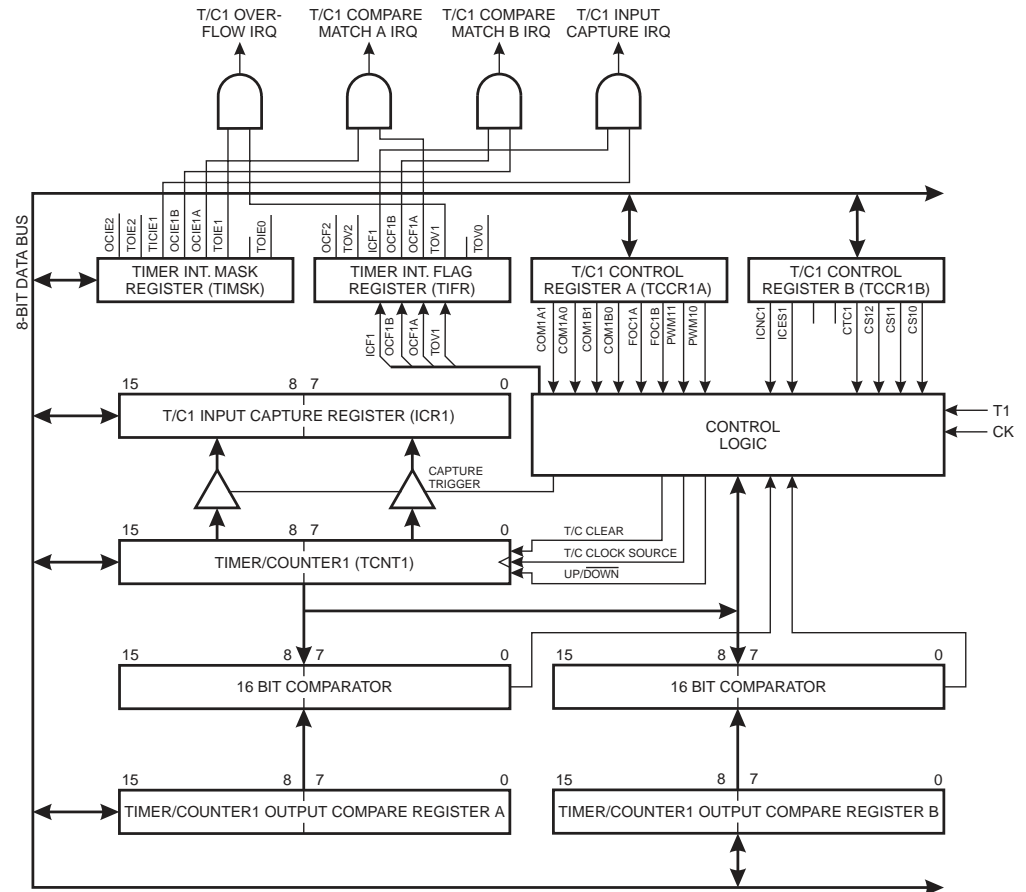 T/C1 OVER-
FLOW IRQ
T/C1 COMPARE
MATCH A IRQ
T/C1 COMPARE
MATCH B IRQ
T/C1 INPUT
CAPTURE IRQ
8-BIT DATA BUS
OCIE2
TOIE2
TICIE1
OCIE1B
OCIE1A
TOIE1
TOIE0
OCF2
TOV2
ICF1
OCF1B
OCF1A
TOV1
TOV0
TIMER INT. MASK
REGISTER (TIMSK)
TIMER INT. FLAG
REGISTER (TIFR)
T/C1 CONTROL
REGISTER A (TCCR1A)
T/C1 CONTROL
REGISTER B (TCCR1B)
ICF1
OCF1B
OCF1A
TOV1
COM1A1
COM1A0
COM1B1
COM1B0
FOC1A
FOC1B
PWM11
PWM10
ICNC1
ICES1
CTC1
CS12
CS11
CS10
15 8 7 0
T/C1 INPUT CAPTURE REGISTER (ICR1)
CONTROL
LOGIC
T1
CK
CAPTURE
TRIGGER
15 8 7 0
TIMER/COUNTER1 (TCNT1)
T/C CLEAR
T/C CLOCK SOURCE
UP/DOWN
15 8 7 0
16 BIT COMPARATOR
15 8 7 0
16 BIT COMPARATOR
15 8 7 0
TIMER/COUNTER1 OUTPUT COMPARE REGISTER A
15 8 7 0
TIMER/COUNTER1 OUTPUT COMPARE REGISTER B